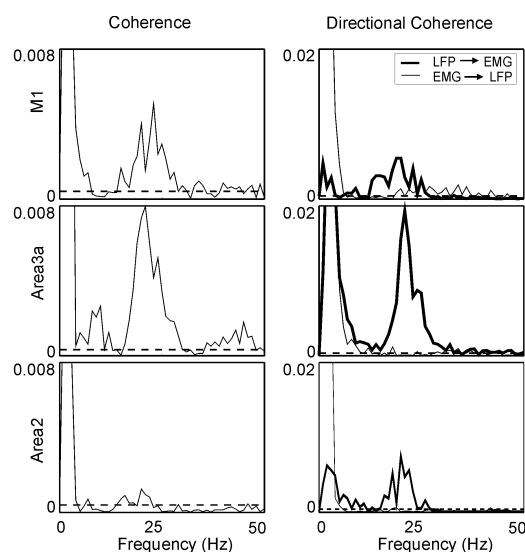 Coherence
Directional Coherence
0.008
M1
0
0.02
LFP → EMG
EMG → LFP
0
0.008
Area3a
0
0.02
0
0.008
Area2
0
0 25 50
Frequency (Hz)
0.02
0
0 25 50
Frequency (Hz)